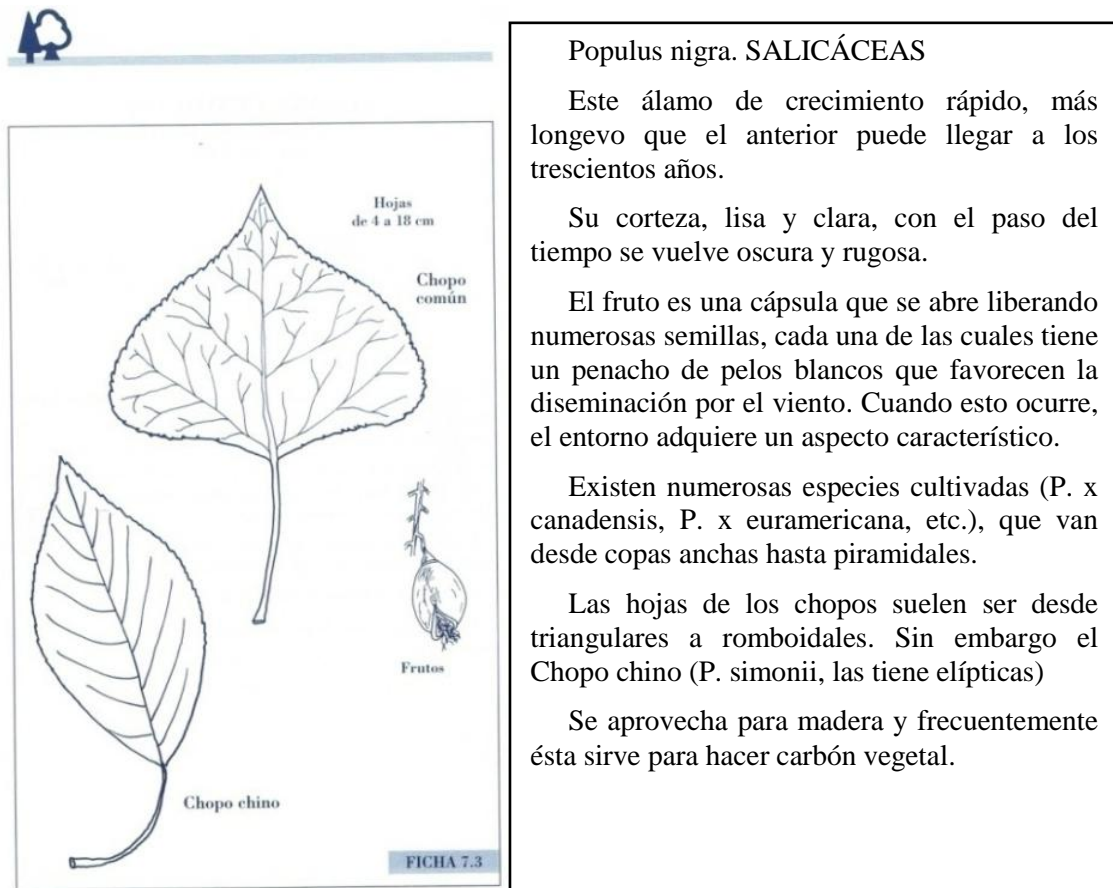 Hojas
de 4 a 18 cm
Chopo
común
Frutos
Chopo chino
FICHA 7.3
Populus nigra. SALICÁCEAS
Este álamo de crecimiento rápido, más
longevo que el anterior puede llegar a los
trescientos años.
Su corteza, lisa y clara, con el paso del
tiempo se vuelve oscura y rugosa.
El fruto es una cápsula que se abre liberando
numerosas semillas, cada una de las cuales tiene
un penacho de pelos blancos que favorecen la
diseminación por el viento. Cuando esto ocurre,
el entorno adquiere un aspecto característico.
Existen numerosas especies cultivadas (P. x
canadensis, P. x euramericana, etc.), que van
desde copas anchas hasta piramidales.
Las hojas de los chopos suelen ser desde
triangulares a romboidales. Sin embargo el
Chopo chino (P. simonii, las tiene elípticas)
Se aprovecha para madera y frecuentemente
ésta sirve para hacer carbón vegetal.